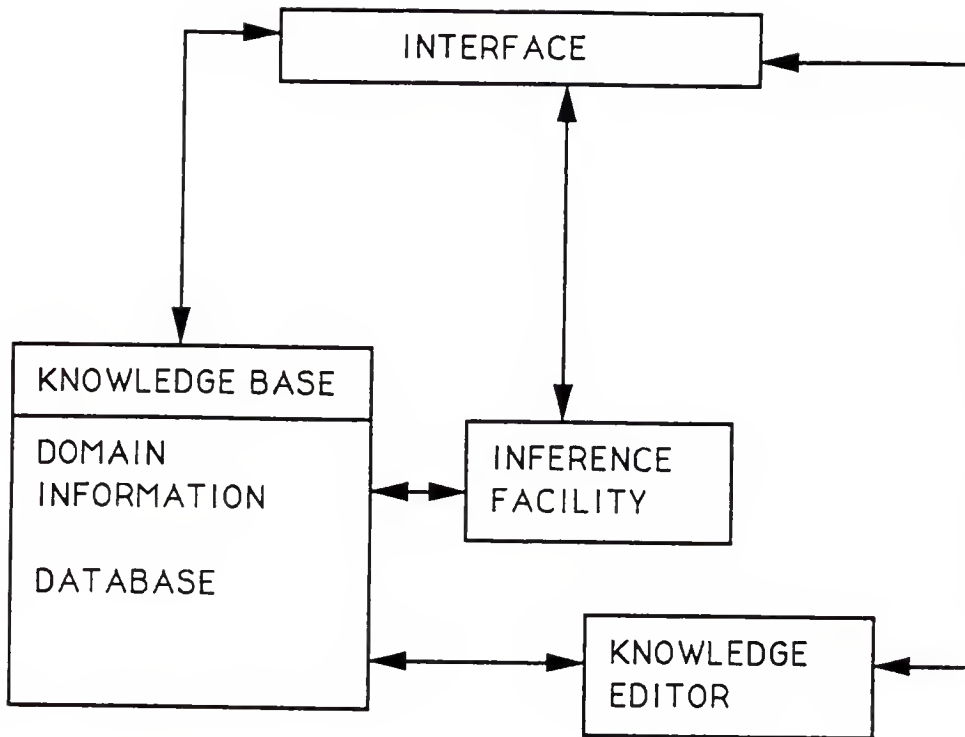 INTERFACE
KNOWLEDGE BASE
DOMAIN
INFORMATION
DATABASE
INFERENCE
FACILITY
KNOWLEDGE
EDITOR